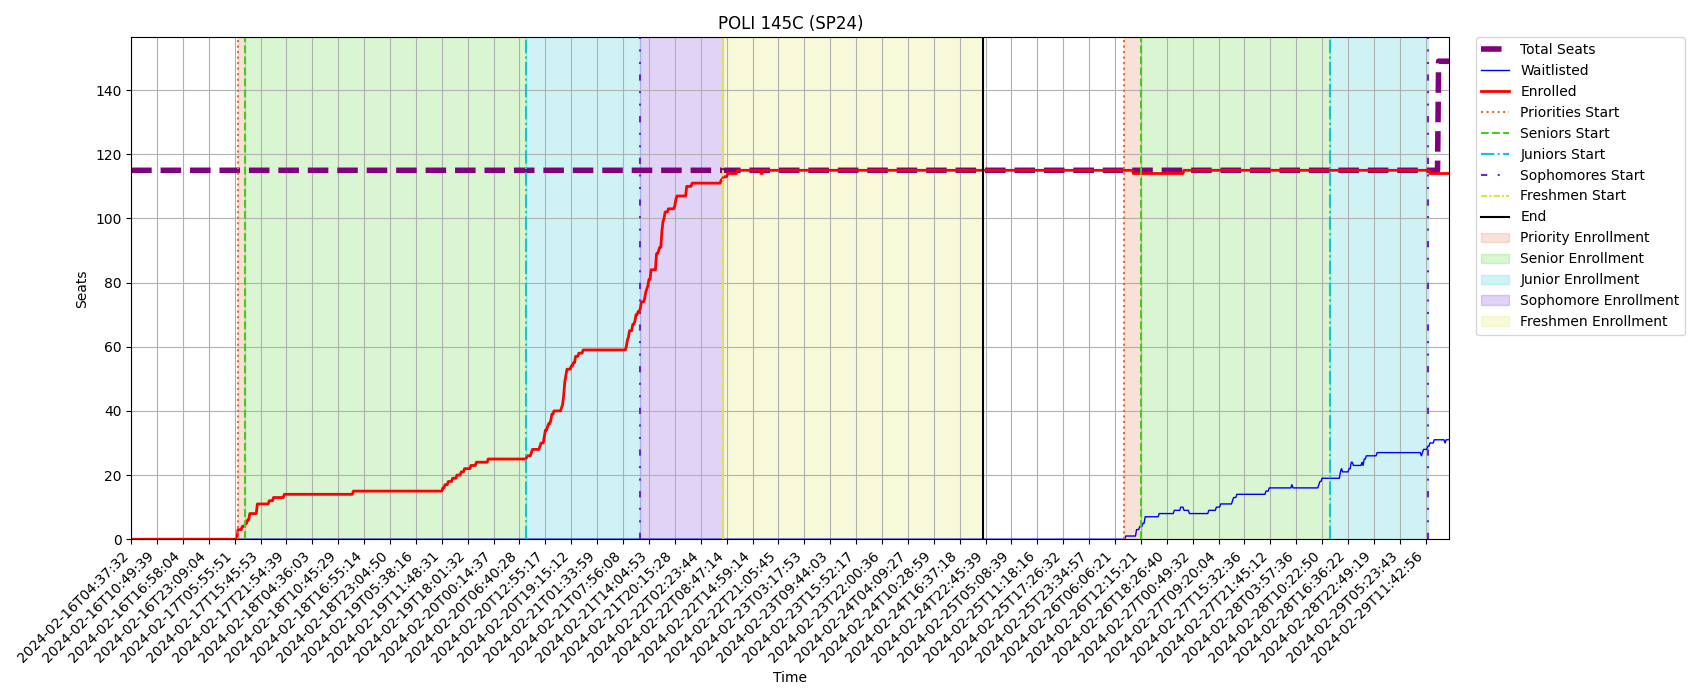 POLI 145C (SP24)
Seats
140
120
100
80
60
40
20
0
Total Seats
Waitlisted
Enrolled
Priorities Start
Seniors Start
Juniors Start
Sophomores Start
Freshmen Start
End
Priority Enrollment
Senior Enrollment
Junior Enrollment
Sophomore Enrollment
Freshmen Enrollment
2024-02-16T04:37:32
2024-02-16T10:49:39
2024-02-16T16:58:04
2024-02-16T23:09:04
2024-02-17T05:55:51
2024-02-17T15:45:53
2024-02-17T21:54:39
2024-02-18T04:36:03
2024-02-18T10:45:29
2024-02-18T16:55:14
2024-02-18T23:04:50
2024-02-19T05:38:16
2024-02-19T11:48:31
2024-02-19T18:01:32
2024-02-20T00:14:37
2024-02-20T06:40:28
2024-02-20T12:55:17
2024-02-20T19:15:12
2024-02-21T01:33:59
2024-02-21T07:56:08
2024-02-21T14:04:53
2024-02-21T20:15:28
2024-02-22T02:23:44
2024-02-22T08:47:14
2024-02-22T14:59:14
2024-02-22T21:05:45
2024-02-23T03:17:53
2024-02-23T09:44:03
2024-02-23T15:52:17
2024-02-23T22:00:36
2024-02-24T04:09:27
2024-02-24T10:28:59
2024-02-24T16:37:18
2024-02-24T22:45:39
2024-02-25T05:08:39
2024-02-25T11:18:16
2024-02-25T17:26:32
2024-02-25T23:34:57
2024-02-26T06:06:21
2024-02-26T12:15:21
2024-02-26T18:26:40
2024-02-27T00:49:32
2024-02-27T09:20:04
2024-02-27T15:32:36
2024-02-27T21:45:12
2024-02-28T03:57:36
2024-02-28T10:22:50
2024-02-28T16:36:22
2024-02-28T22:49:19
2024-02-29T05:23:43
2024-02-29T11:42:56
Time